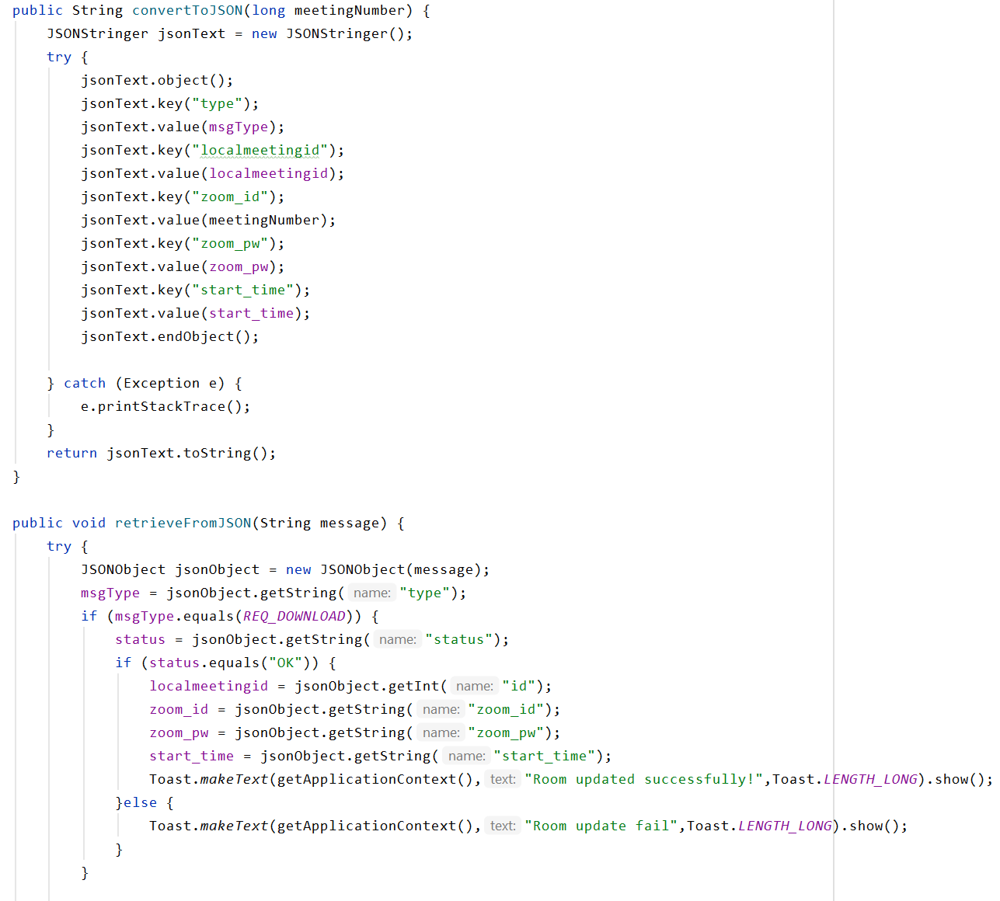 public String convertToJSON(long meetingNumber) {
    JSONStringer jsonText = new JSONStringer();
    try {
        jsonText.object();
        jsonText.key("type");
        jsonText.value(msgType);
        jsonText.key("localmeetingid");
        jsonText.value(localmeetingid);
        jsonText.key("zoom_id");
        jsonText.value(meetingNumber);
        jsonText.key("zoom_pw");
        jsonText.value(zoom_pw);
        jsonText.key("start_time");
        jsonText.value(start_time);
        jsonText.endObject();

    } catch (Exception e) {
        e.printStackTrace();
    }
    return jsonText.toString();
}

public void retrieveFromJSON(String message) {
    try {
        JSONObject jsonObject = new JSONObject(message);
        msgType = jsonObject.getString( name: "type");
        if (msgType.equals(REQ_DOWNLOAD)) {
            status = jsonObject.getString( name: "status");
            if (status.equals("OK")) {
                localmeetingid = jsonObject.getInt( name: "id");
                zoom_id = jsonObject.getString( name: "zoom_id");
                zoom_pw = jsonObject.getString( name: "zoom_pw");
                start_time = jsonObject.getString( name: "start_time");
                Toast.makeText(getApplicationContext(), text: "Room updated successfully!",Toast.LENGTH_LONG).show();
            }else {
                Toast.makeText(getApplicationContext(), text: "Room update fail",Toast.LENGTH_LONG).show();
            }
        }